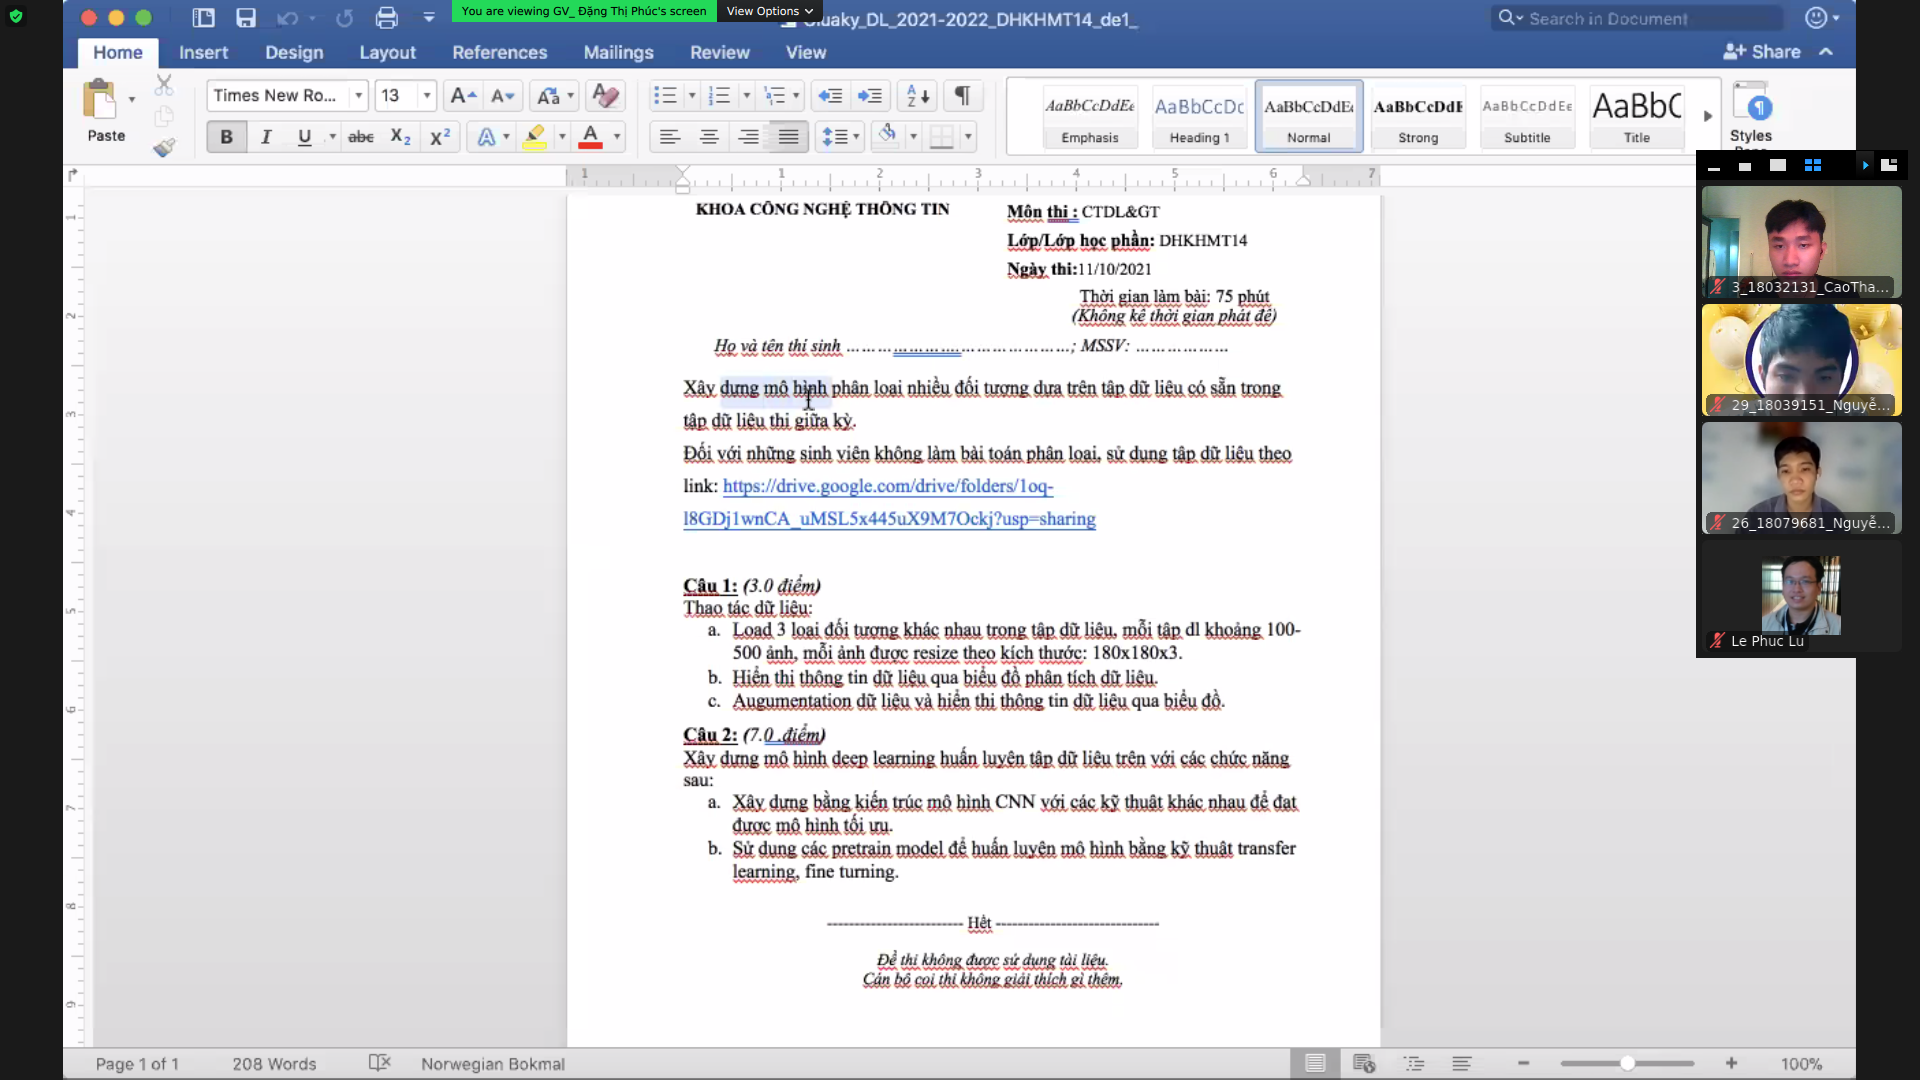 You are viewing GV_ Đặng Thị Phúc's screen
View Options
uaky_DL_2021-2022_DHKHMT14_de1_
Search in Document
Home
Insert
Design
Layout
References
Mailings
Review
View
Share
Paste
Times New Ro...
13
AaBbCcDdEe
Emphasis
AaBbCcDc
Heading 1
AaBbCcDdEe
Normal
AaBbCcDdE
Strong
AaBbCcDdEe
Subtitle
AaBbC
Title
Styles
KHOA CÔNG NGHỆ THÔNG TIN
Môn thi : CTDL&GT
Lớp/Lớp học phần: DHKHMT14
Ngày thi:11/10/2021
Thời gian làm bài: 75 phút
(Không kể thời gian phát đề)
Họ và tên thí sinh ……………………………………; MSSV: ………………
Xây dựng mô hình phân loại nhiều đối tượng dựa trên tập dữ liệu có sẵn trong
tập dữ liệu thi giữa kỳ.
Đối với những sinh viên không làm bài toán phân loại, sử dụng tập dữ liệu theo
link: https://drive.google.com/drive/folders/1oq-
l8GDj1wnCA_uMSL5x445uX9M7Ockj?usp=sharing
Câu 1: (3.0 điểm)
Thao tác dữ liệu:
a. Load 3 loại đối tượng khác nhau trong tập dữ liệu, mỗi tập dl khoảng 100-
500 ảnh, mỗi ảnh được resize theo kích thước: 180x180x3.
b. Hiển thị thông tin dữ liệu qua biểu đồ phân tích dữ liệu.
c. Augumentation dữ liệu và hiển thị thông tin dữ liệu qua biểu đồ.
Câu 2: (7.0 .điểm)
Xây dựng mô hình deep learning huấn luyện tập dữ liệu trên với các chức năng
sau:
a. Xây dựng bằng kiến trúc mô hình CNN với các kỹ thuật khác nhau để đạt
được mô hình tối ưu.
b. Sử dụng các pretrain model để huấn luyện mô hình bằng kỹ thuật transfer
learning, fine turning.
------------------------- Hết ------------------------------
Đề thi không được sử dụng tài liệu.
Cán bộ coi thi không giải thích gì thêm.
3_18032131_CaoTha...
29_18039151_Nguyễ...
26_18079681_Nguyễ...
Le Phuc Lu
Page 1 of 1
208 Words
Norwegian Bokmal
100%